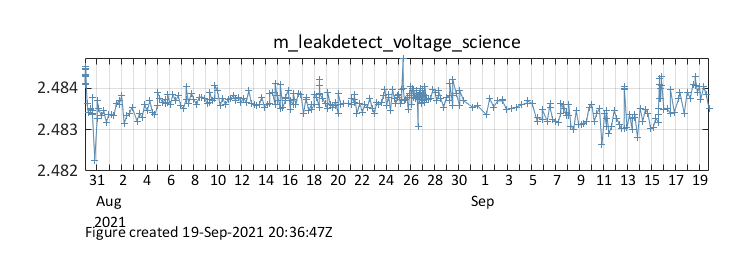 m_leakdetect_voltage_science
2.484
2.483
2.482
31 2 4 6 8 10 12 14 16 18 20 22 24 26 28 30 1 3 5 7 9 11 13 15 17 19
Aug Sep
2021
Figure created 19-Sep-2021 20:36:47Z